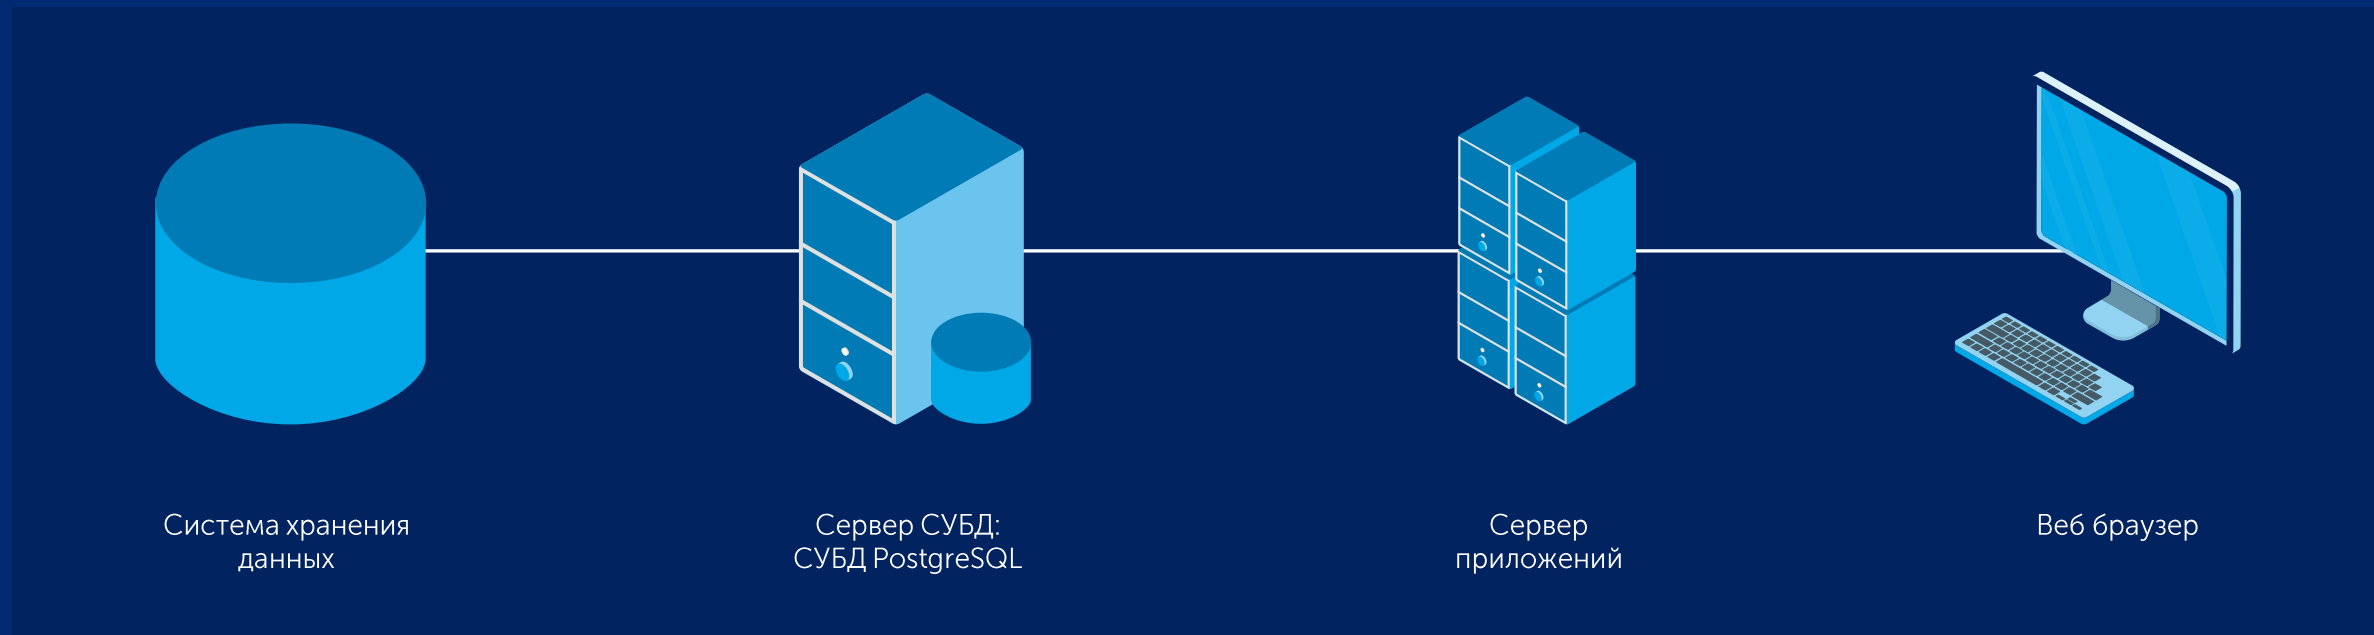 Система хранения
данных
Сервер СУБД:
СУБД PostgreSQL
Сервер
приложений
Веб браузер